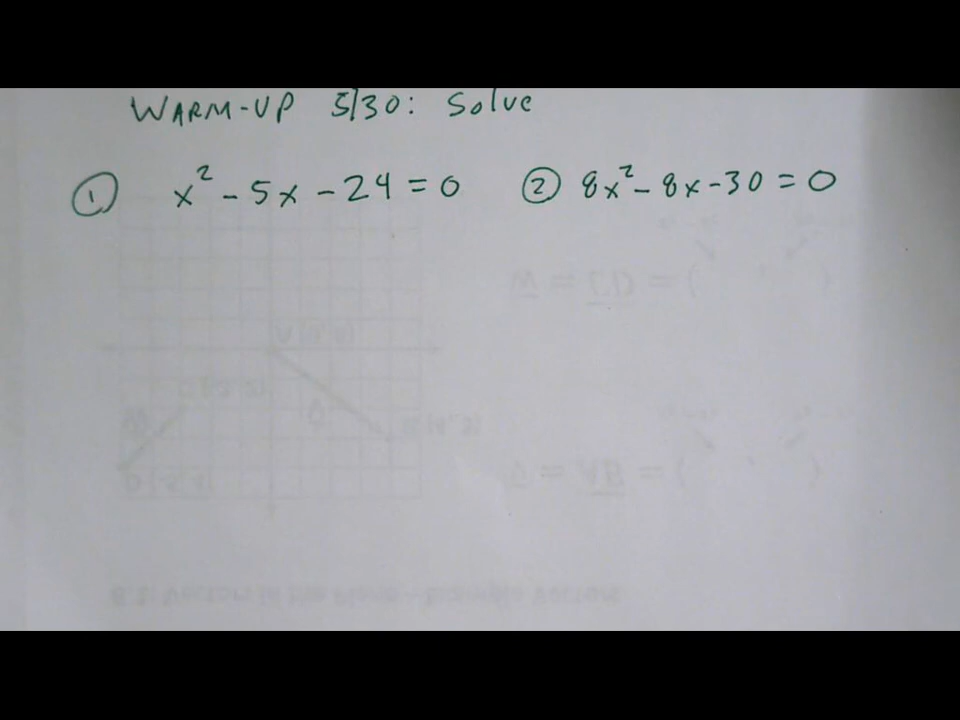 WARM-UP 5/30: Solve
① x² - 5x - 24 = 0 ② 8x² - 8x - 30 = 0